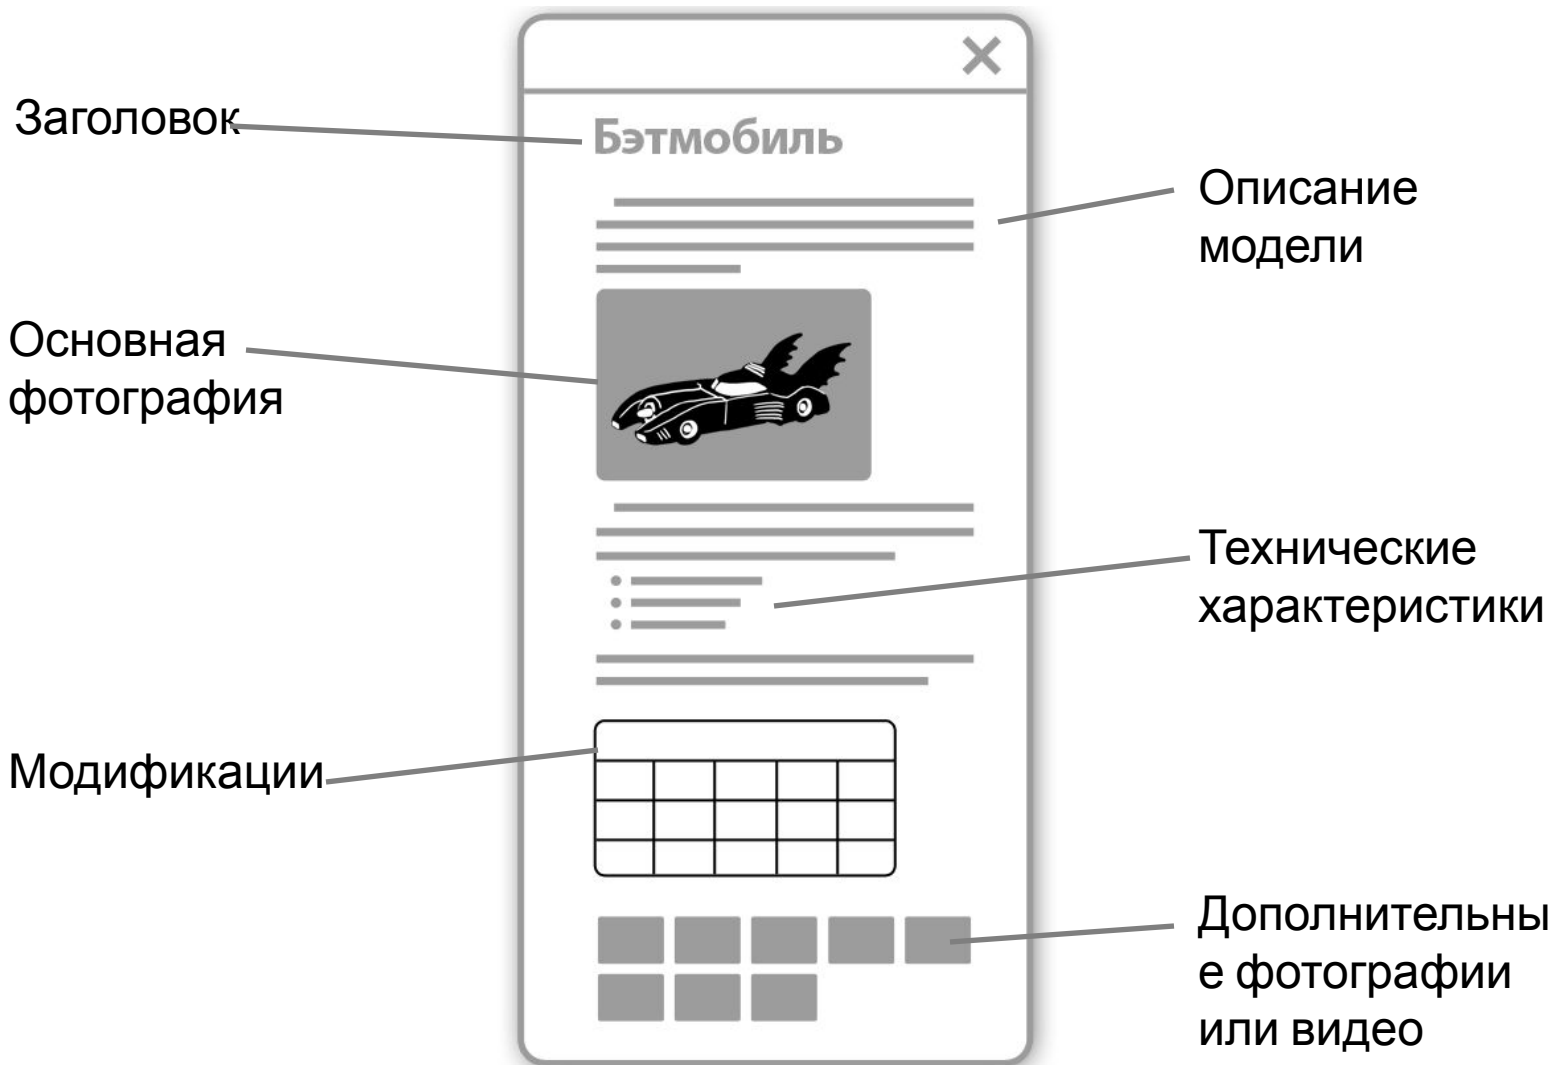 Заголовок
Бэтмобиль
Описание
модели
Основная
фотография
Технические
характеристики
Модификации
Дополнительны
е фотографии
или видео